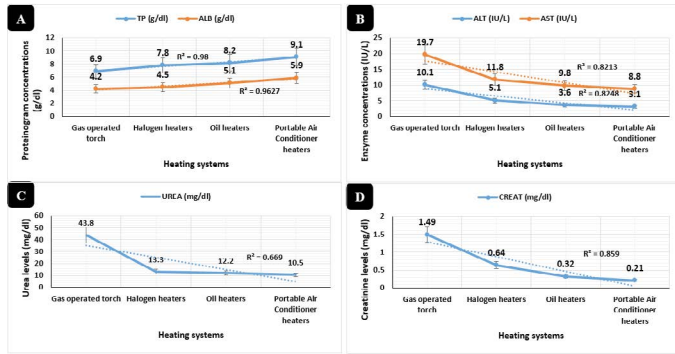 A
TP (g/dl) ALB (g/dl)
Proteinogram concentrations
(g/dl)
12
10
8
6
4
2
0
6.9 7.8 8.2 9.1
R² = 0.98
4.2 4.5 5.1 5.9
R² = 0.9627
Gas operated torch Halogen heaters Oil heaters Portable Air Conditioner heaters
Heating systems
B
ALT (IU/L) AST (IU/L)
Enzyme concentrations (IU/L)
25
20
15
10
5
0
19.7 11.8 9.8 8.8
R² = 0.8213
10.1 5.1 3.6 3.1
R² = 0.8248
Gas operated torch Halogen heaters Oil heaters Portable Air Conditioner heaters
Heating systems
C
UREA (mg/dl)
Urea levels (mg/dl)
60
50
40
30
20
10
0
43.8 13.3 12.2 10.5
R² = 0.669
Gas operated torch Halogen heaters Oil heaters Portable Air Conditioner heaters
Heating systems
D
CREAT (mg/dl)
Creatinine levels (mg/dl)
2
1.5
1
0.5
0
1.49 0.64 0.32 0.21
R² = 0.859
Gas operated torch Halogen heaters Oil heaters Portable Air Conditioner heaters
Heating systems